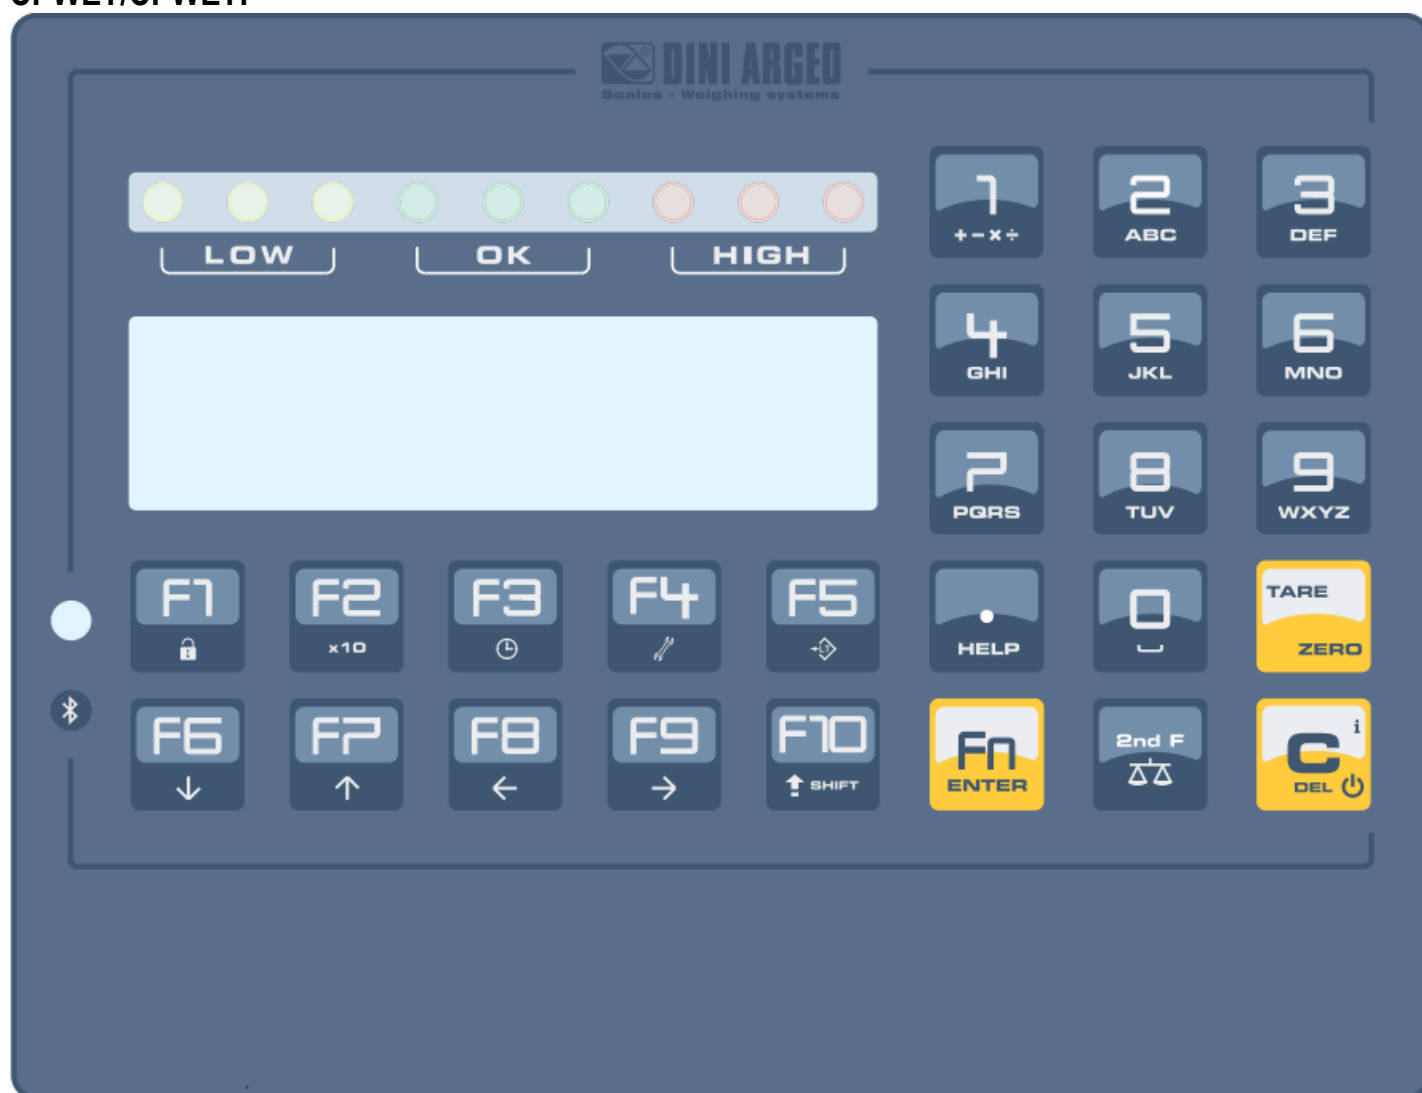 DINI ARGEO
Scales - Weighing systems
LOW OK HIGH
1 2 3
+-×÷ ABC DEF
4 5 6
GHI JKL MNO
7 8 9
PQRS TUV WXYZ
F1 F2 F3 F4 F5 . 0 TARE
x10 HELP ZERO
F6 F7 F8 F9 F10 Fn 2nd F C i
SHIFT ENTER DEL